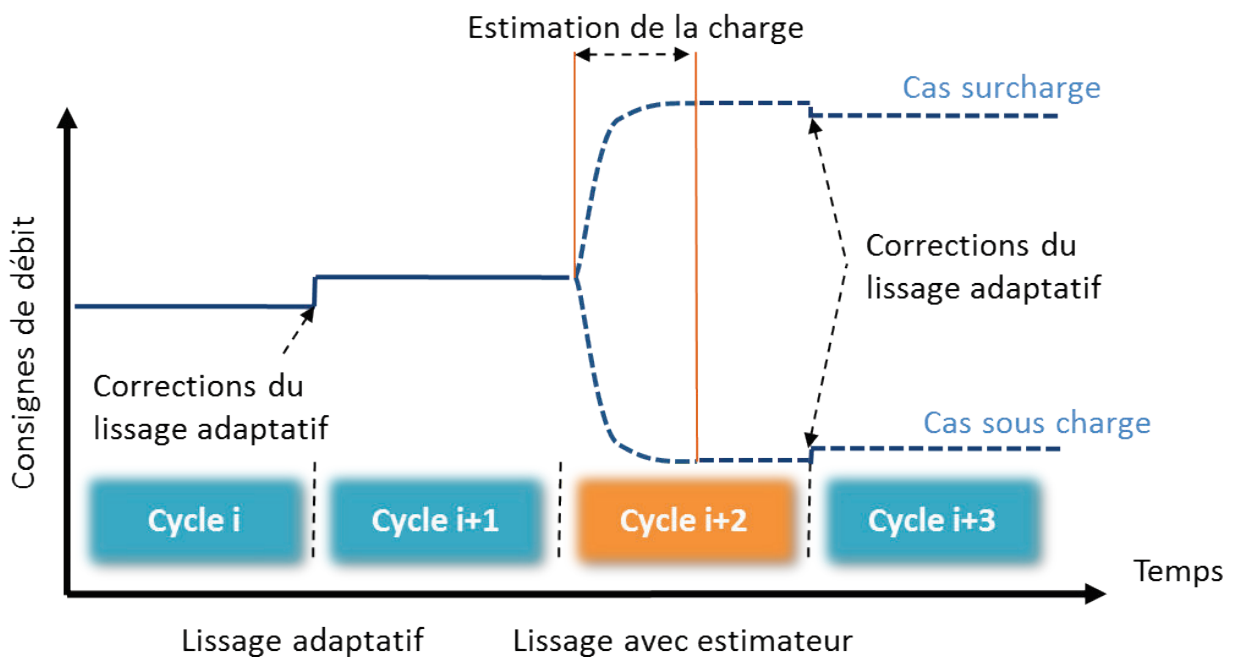 Estimation de la charge
Cas surcharge
Consignes de débit
Corrections du
lissage adaptatif
Corrections du
lissage adaptatif
Cas sous charge
Cycle i
Cycle i+1
Cycle i+2
Cycle i+3
Temps
Lissage adaptatif
Lissage avec estimateur